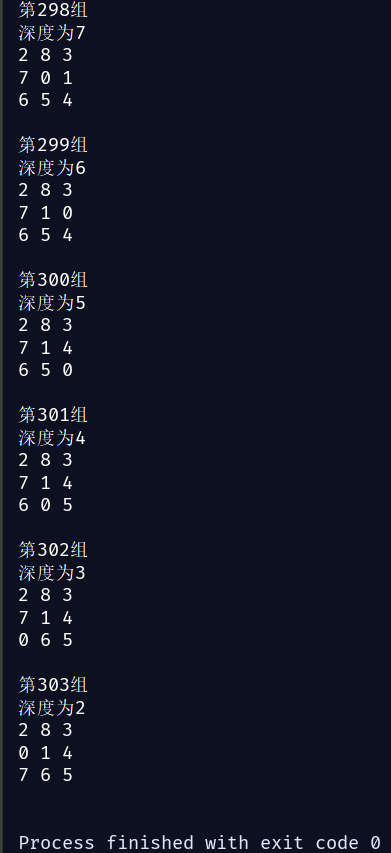 第298组
深度为7
2 8 3
7 0 1
6 5 4
第299组
深度为6
2 8 3
7 1 0
6 5 4
第300组
深度为5
2 8 3
7 1 4
6 5 0
第301组
深度为4
2 8 3
7 1 4
6 0 5
第302组
深度为3
2 8 3
7 1 4
0 6 5
第303组
深度为2
2 8 3
0 1 4
7 6 5
Process finished with exit code 0